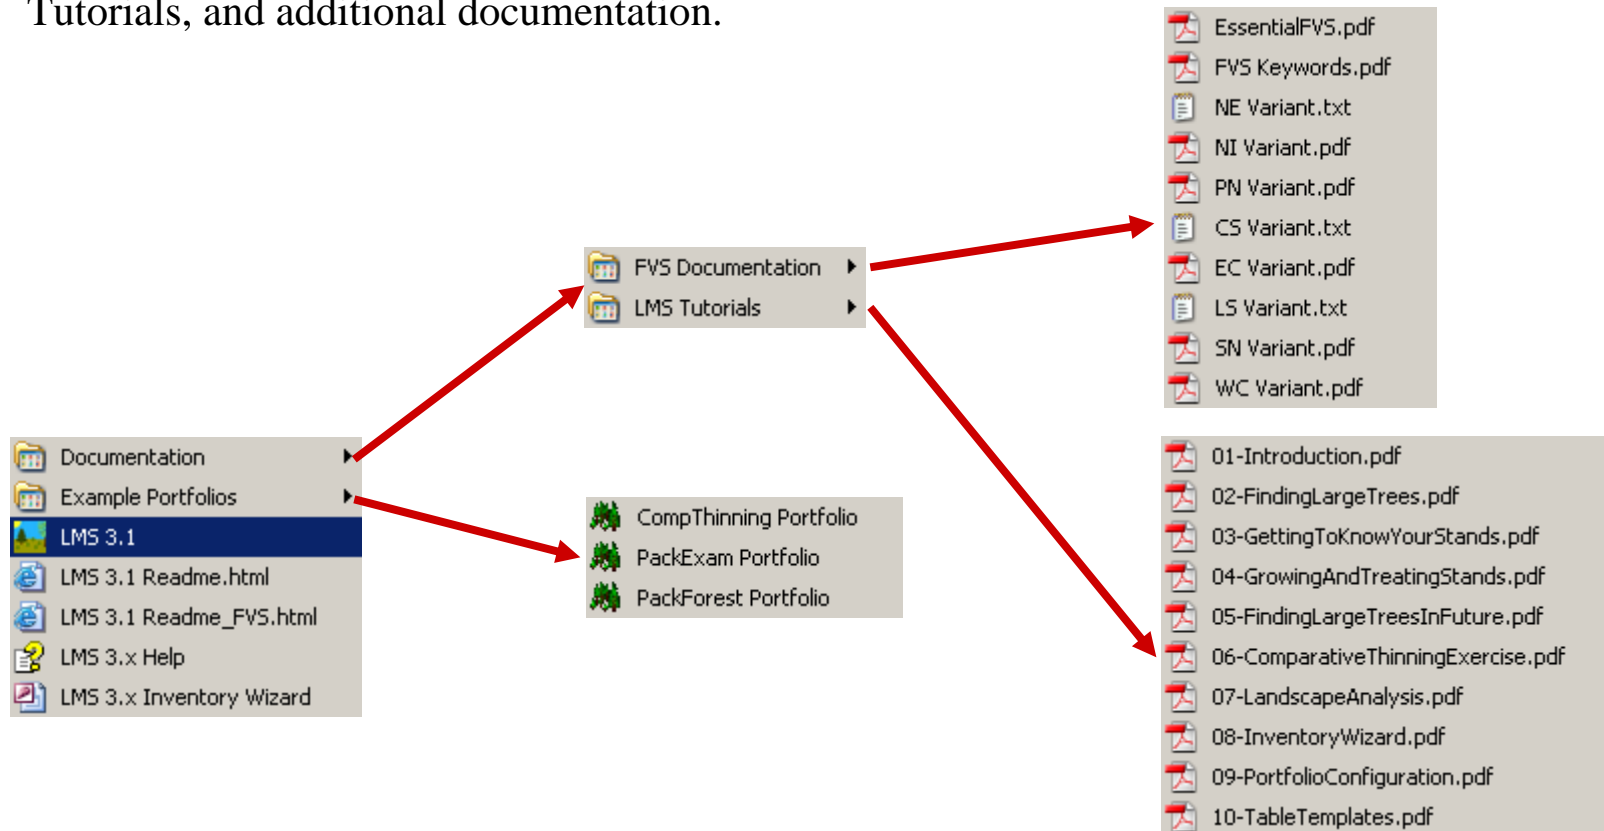 Tutorials, and additional documentation.
Documentation
Example Portfolios
LMS 3.1
LMS 3.1 Readme.html
LMS 3.1 Readme_FVS.html
LMS 3.x Help
LMS 3.x Inventory Wizard
FVS Documentation
LMS Tutorials
CompThinning Portfolio
PackExam Portfolio
PackForest Portfolio
EssentialFVS.pdf
FVS Keywords.pdf
NE Variant.txt
NI Variant.pdf
PN Variant.pdf
CS Variant.txt
EC Variant.pdf
LS Variant.txt
SN Variant.pdf
WC Variant.pdf
01-Introduction.pdf
02-FindingLargeTrees.pdf
03-GettingToKnowYourStands.pdf
04-GrowingAndTreatingStands.pdf
05-FindingLargeTreesInFuture.pdf
06-ComparativeThinningExercise.pdf
07-LandscapeAnalysis.pdf
08-InventoryWizard.pdf
09-PortfolioConfiguration.pdf
10-TableTemplates.pdf